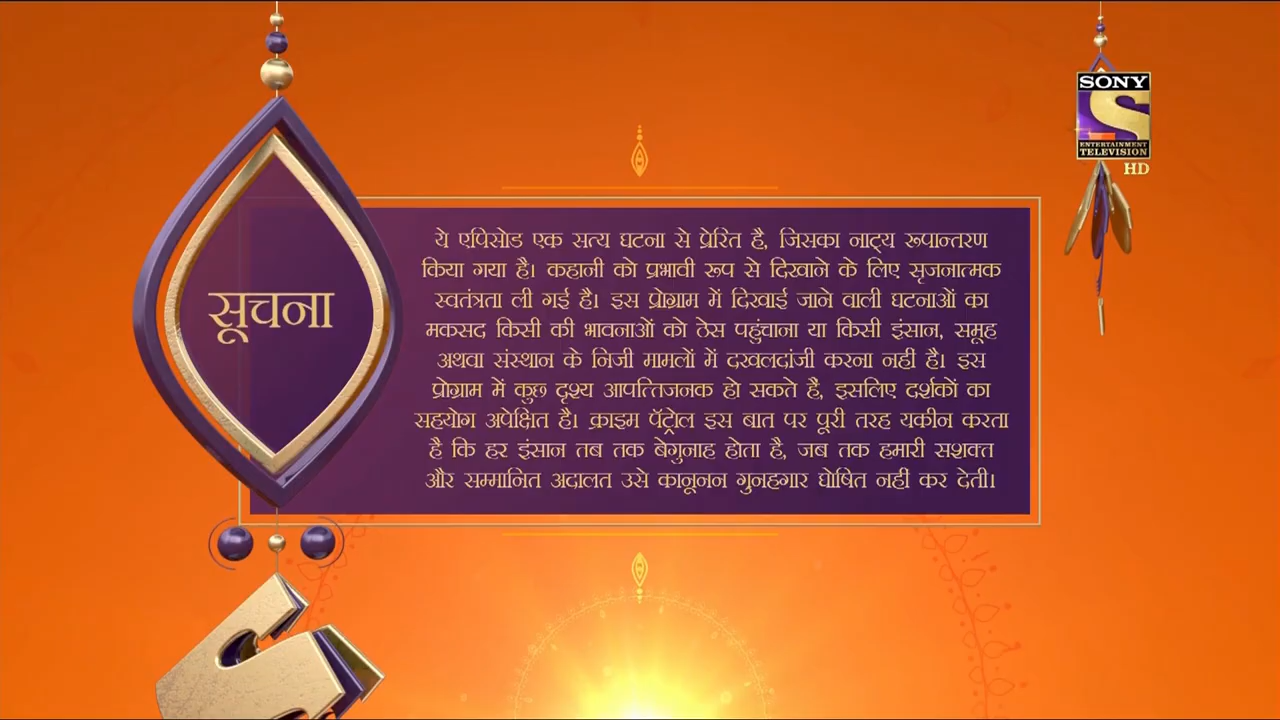 SONY
ENTERTAINMENT
TELEVISION
HD
सूचना
ये एपिसोड एक सत्य घटना से प्रेरित है, जिसका नाट्य रूपान्तरण
किया गया है। कहानी को प्रभावी रूप से दिखाने के लिए सृजनात्मक
स्वतंत्रता ली गई है। इस प्रोग्राम में दिखाई जाने वाली घटनाओं का
मकसद किसी की भावनाओं को ठेस पहुंचाना या किसी इंसान, समूह
अथवा संस्थान के निजी मामलों में दखलदांजी करना नहीं है। इस
प्रोग्राम में कुछ दृश्य आपत्तिजनक हो सकते है, इसलिए दर्शकों का
सहयोग अपेक्षित है। क्राइम पॅट्रोल इस बात पर पूरी तरह यकीन करता
है कि हर इंसान तब तक बेगुनाह होता है, जब तक हमारी सशक्त
और सम्मानित अदालत उसे कानूनन गुनहगार घोषित नहीं कर देती।